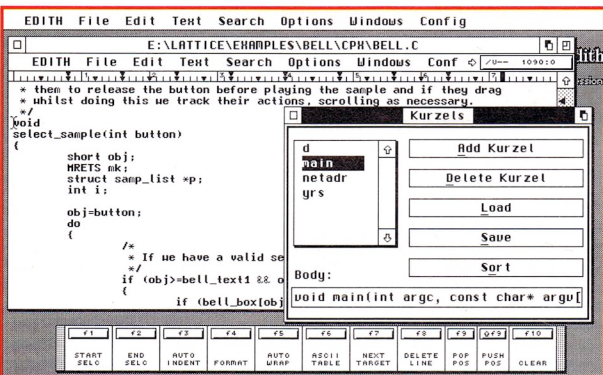 EDITH File Edit Text Search Options Windows Config
E:\LATTICE\EXAMPLES\BELL\CPX\BELL.C
EDITH File Edit Text Search Options Windows Conf /U-- 1090:0
* them to release the button before playing the sample and if they drag
* whilst doing this we track their actions, scrolling as necessary.
*/
void
select_sample(int button)
{
short obj;
MRETS mk;
struct samp_list *p;
int i;
obj=button;
do
{
/*
* If we have a valid se
*/
if (obj>=bell_text1 && o
{
if (bell_box[obj
Kurzels
d
main
netadr
yrs
Add Kurzel
Delete Kurzel
Load
Save
Sort
Body:
void main(int argc, const char* argv[
f1 f2 f3 f4 f5 f6 f7 f8 f9 ⇧f9 f10
START SELC END SELC AUTO INDENT FORMAT AUTO WRAP ASCII TABLE NEXT TARGET DELETE LINE POP POS PUSH POS CLEAR